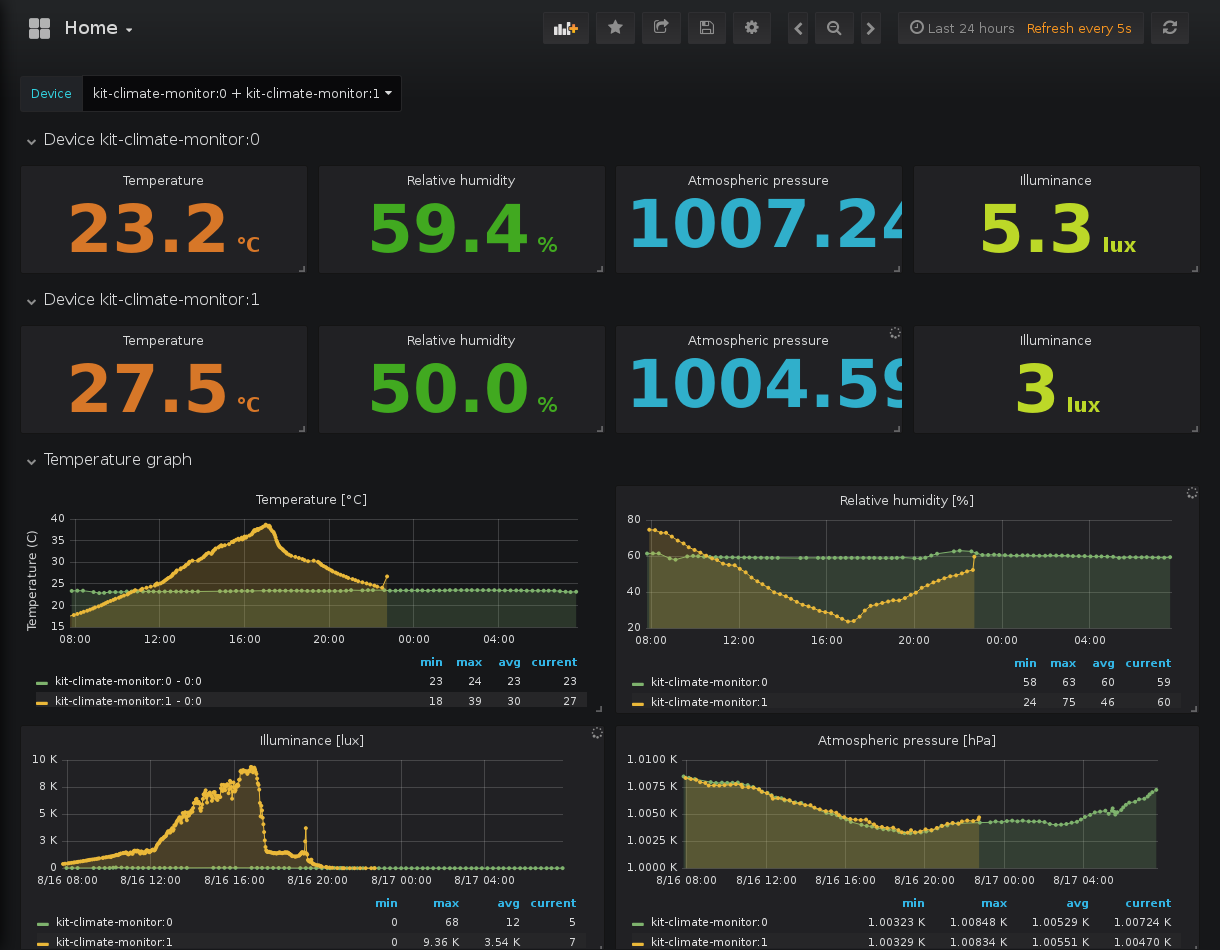 Home
Last 24 hours Refresh every 5s
Device kit-climate-monitor:0 + kit-climate-monitor:1
Device kit-climate-monitor:0
Temperature Relative humidity Atmospheric pressure Illuminance
23.2 °C 59.4 % 1007.24 5.3 lux
Device kit-climate-monitor:1
Temperature Relative humidity Atmospheric pressure Illuminance
27.5 °C 50.0 % 1004.59 3 lux
Temperature graph
Temperature [°C]
Temperature (C)
40
35
30
25
20
15
08:00 12:00 16:00 20:00 00:00 04:00
min max avg current
kit-climate-monitor:0 - 0:0 23 24 23 23
kit-climate-monitor:1 - 0:0 18 39 30 27
Relative humidity [%]
80
60
40
20
08:00 12:00 16:00 20:00 00:00 04:00
min max avg current
kit-climate-monitor:0 58 63 60 59
kit-climate-monitor:1 24 75 46 60
Illuminance [lux]
10 K
8 K
5 K
3 K
0
8/16 08:00 8/16 12:00 8/16 16:00 8/16 20:00 8/17 00:00 8/17 04:00
min max avg current
kit-climate-monitor:0 0 68 12 5
kit-climate-monitor:1 0 9.36 K 3.54 K 7
Atmospheric pressure [hPa]
1.0100 K
1.0075 K
1.0050 K
1.0025 K
1.0000 K
8/16 08:00 8/16 12:00 8/16 16:00 8/16 20:00 8/17 00:00 8/17 04:00
min max avg current
kit-climate-monitor:0 1.00323 K 1.00848 K 1.00529 K 1.00724 K
kit-climate-monitor:1 1.00329 K 1.00834 K 1.00551 K 1.00470 K